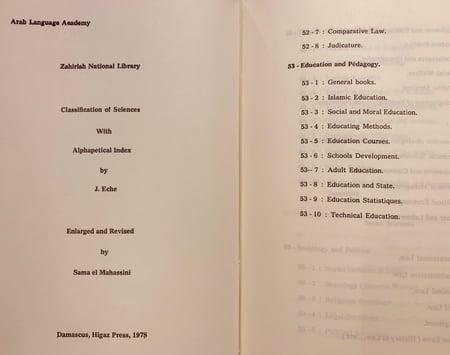 Arab Language Academy
Zahiriah National Library
Classification of Sciences
With
Alphapetical Index
by
J. Eche
Enlarged and Revised
by
Sama el Mahassini
Damascus, Higaz Press, 1978
52 - 7 : Comparative Law.
52 - 8 : Judicature.
53 - Education and Pédagogy.
53 - 1 : General books.
53 - 2 : Islamic Education.
53 - 3 : Social and Moral Education.
53 - 4 : Educating Methods.
53 - 5 : Education Courses.
53 - 6 : Schools Development.
53-- 7 : Adult Education.
53 - 8 : Education and State.
53 - 9 : Education Statistiques.
53 - 10 : Technical Education.